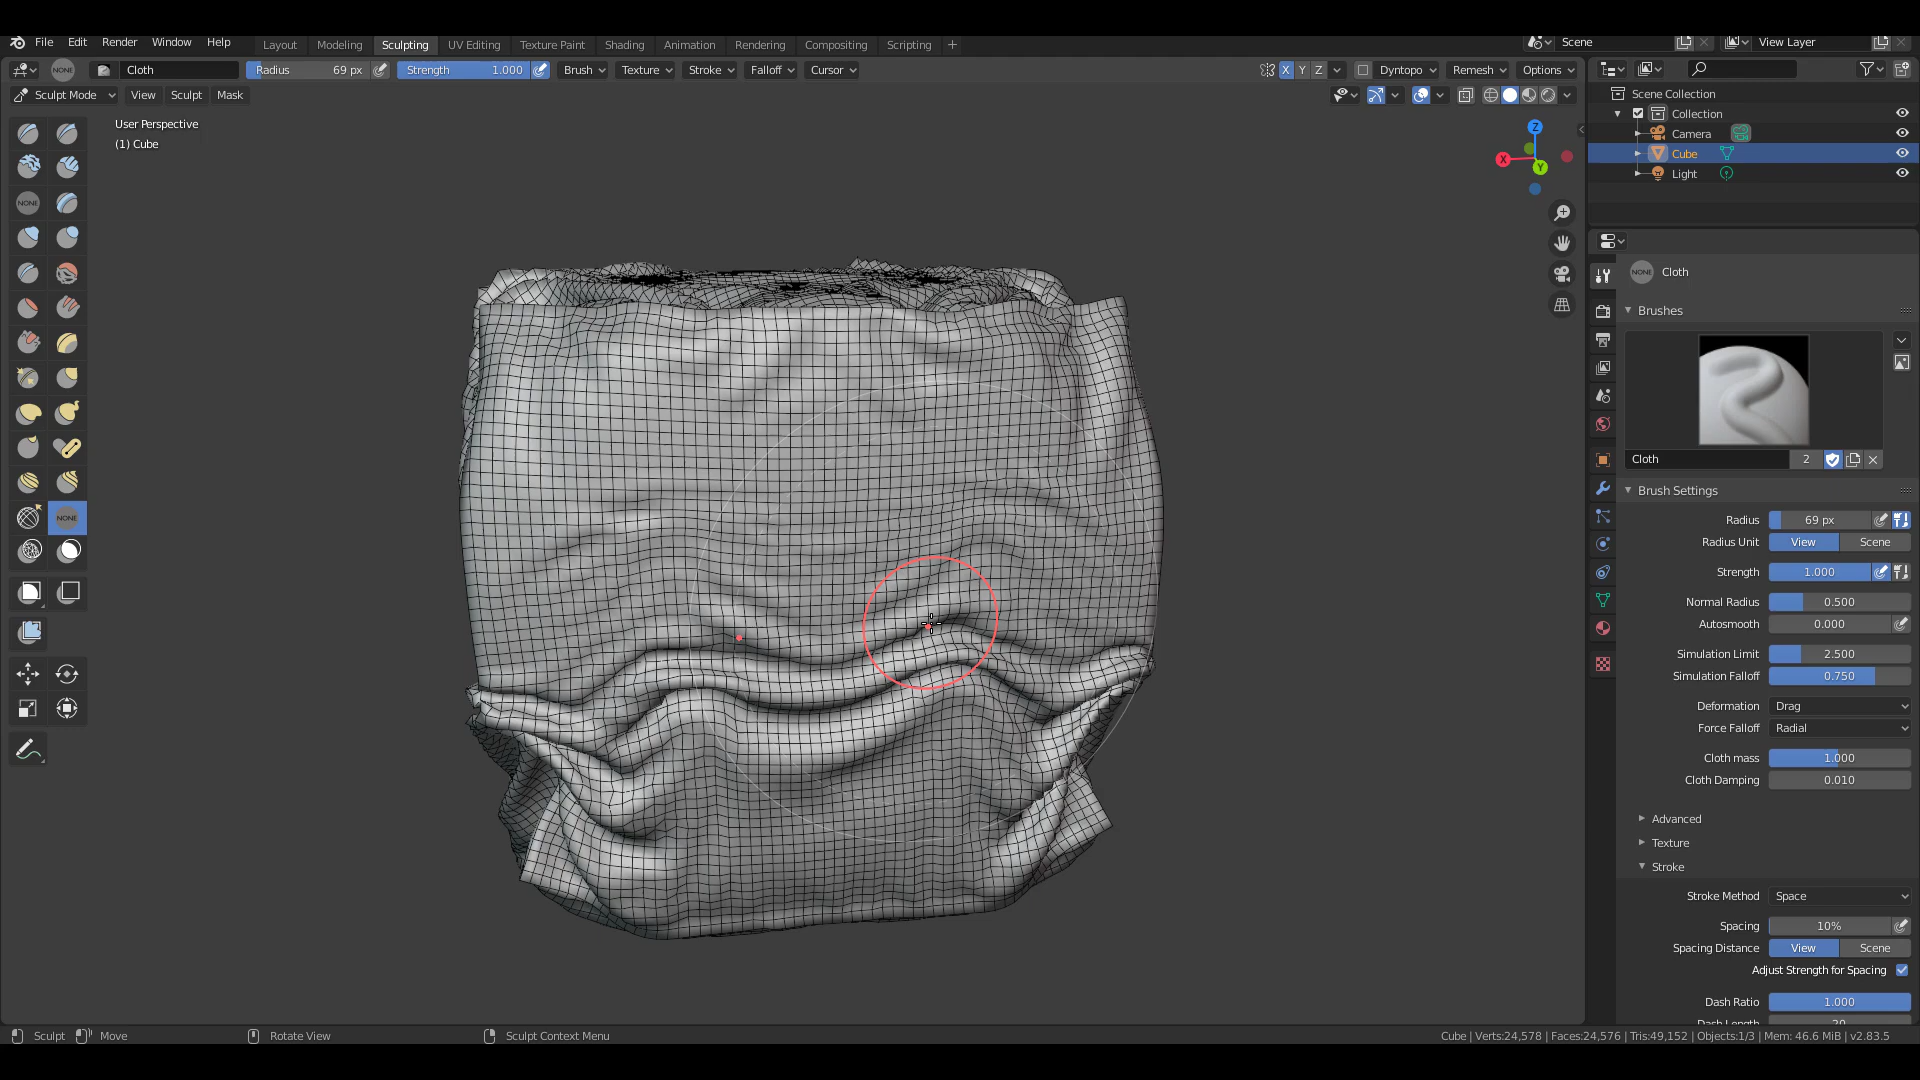 File Edit Render Window Help Layout Modeling Sculpting UV Editing Texture Paint Shading Animation Rendering Compositing Scripting + Scene View Layer
NONE Cloth Radius 69 px Strength 1.000 Brush Texture Stroke Falloff Cursor X Y Z Dyntopo Remesh Options
Sculpt Mode View Sculpt Mask
User Perspective
(1) Cube
Z
X
Y
NONE
NONE
Scene Collection
Collection
Camera
Cube
Light
NONE Cloth
Brushes
Cloth 2
Brush Settings
Radius 69 px
Radius Unit View Scene
Strength 1.000
Normal Radius 0.500
Autosmooth 0.000
Simulation Limit 2.500
Simulation Falloff 0.750
Deformation Drag
Force Falloff Radial
Cloth mass 1.000
Cloth Damping 0.010
Advanced
Texture
Stroke
Stroke Method Space
Spacing 10%
Spacing Distance View Scene
Adjust Strength for Spacing
Dash Ratio 1.000
Dash Length 20
Sculpt Move Rotate View Sculpt Context Menu Cube | Verts:24,578 | Faces:24,576 | Tris:49,152 | Objects:1/3 | Mem: 46.6 MiB | v2.83.5